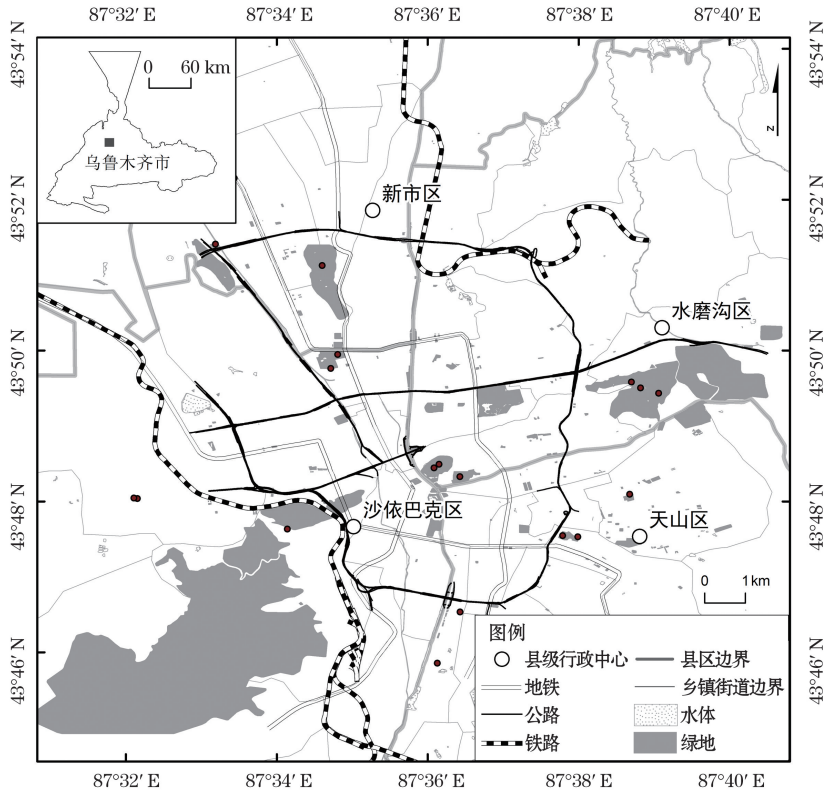 87°32′ E 87°34′ E 87°36′ E 87°38′ E 87°40′ E
43°54′ N
43°52′ N
43°50′ N
43°48′ N
43°46′ N
43°54′ N
43°52′ N
43°50′ N
43°48′ N
43°46′ N
0 60 km
乌鲁木齐市
N
新市区
水磨沟区
沙依巴克区
天山区
0 1 km
图例
县级行政中心 县区边界
地铁 乡镇街道边界
公路 水体
铁路 绿地
87°32′ E 87°34′ E 87°36′ E 87°38′ E 87°40′ E